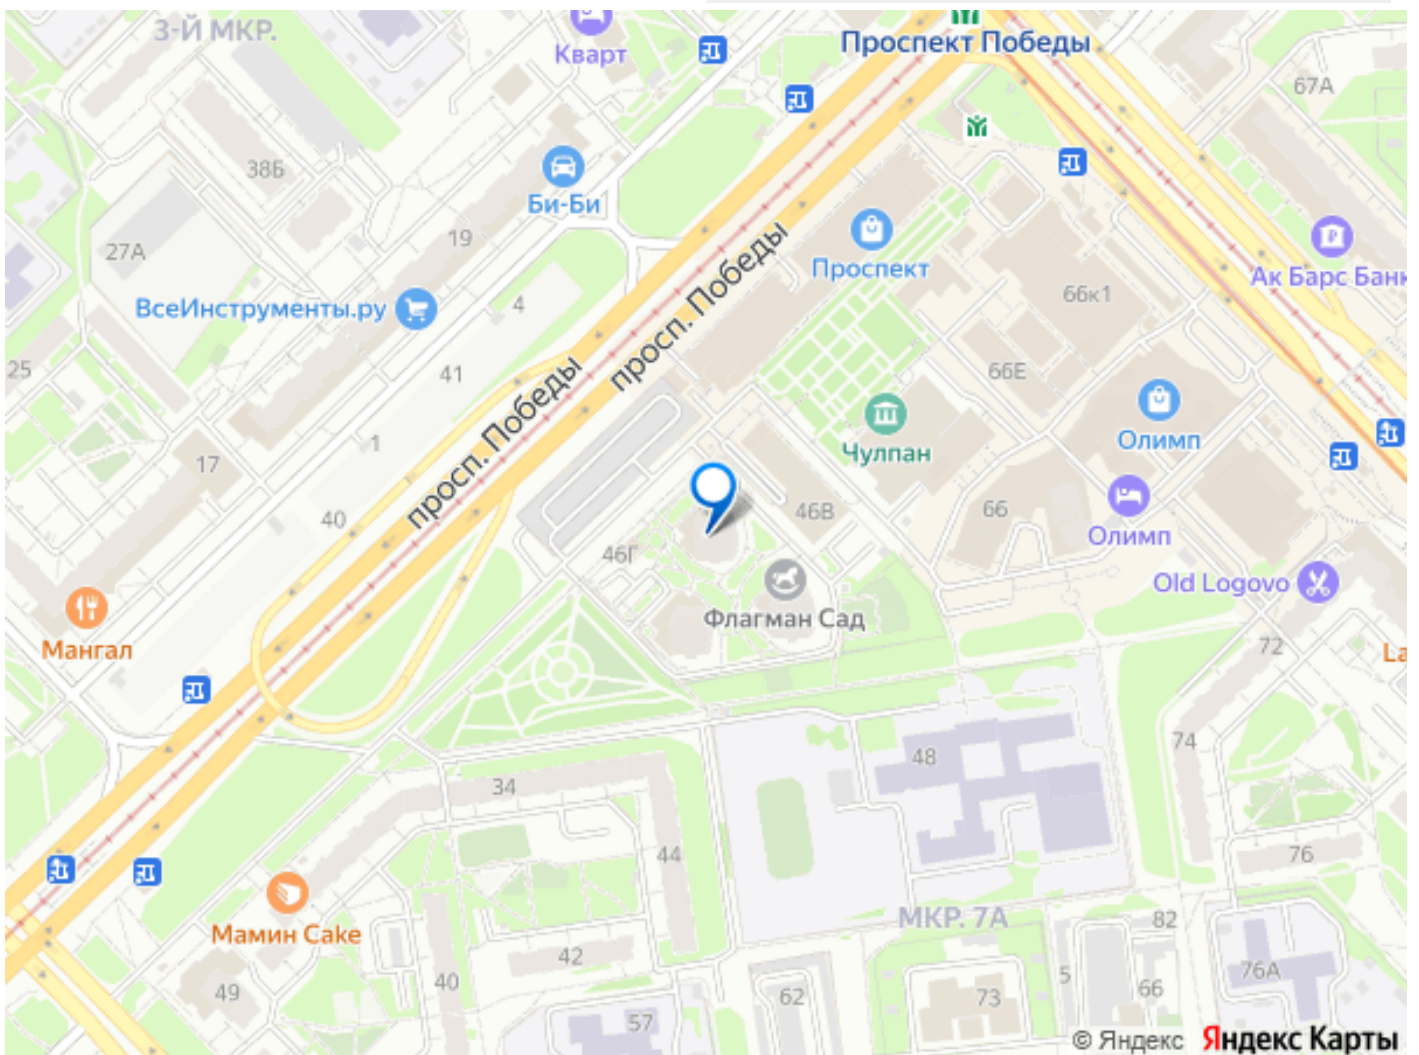 3-Й МКР.
Кварт
Проспект Победы
67А
38Б
Би-Би
27А
19
Проспект
Ак Барс Банк
ВсеИнструменты.ру
4
66к1
25
41
просп. Победы
просп. Победы
66Е
1
Чулпан
Олимп
17
40
46В
66
46Г
Олимп
Old Logovo
Мангал
Флагман Сад
72
La
74
48
34
44
76
Мамин Cake
МКР. 7А
82
42
40
49
62
73
5
66
76А
57
© Яндекс Яндекс Карты